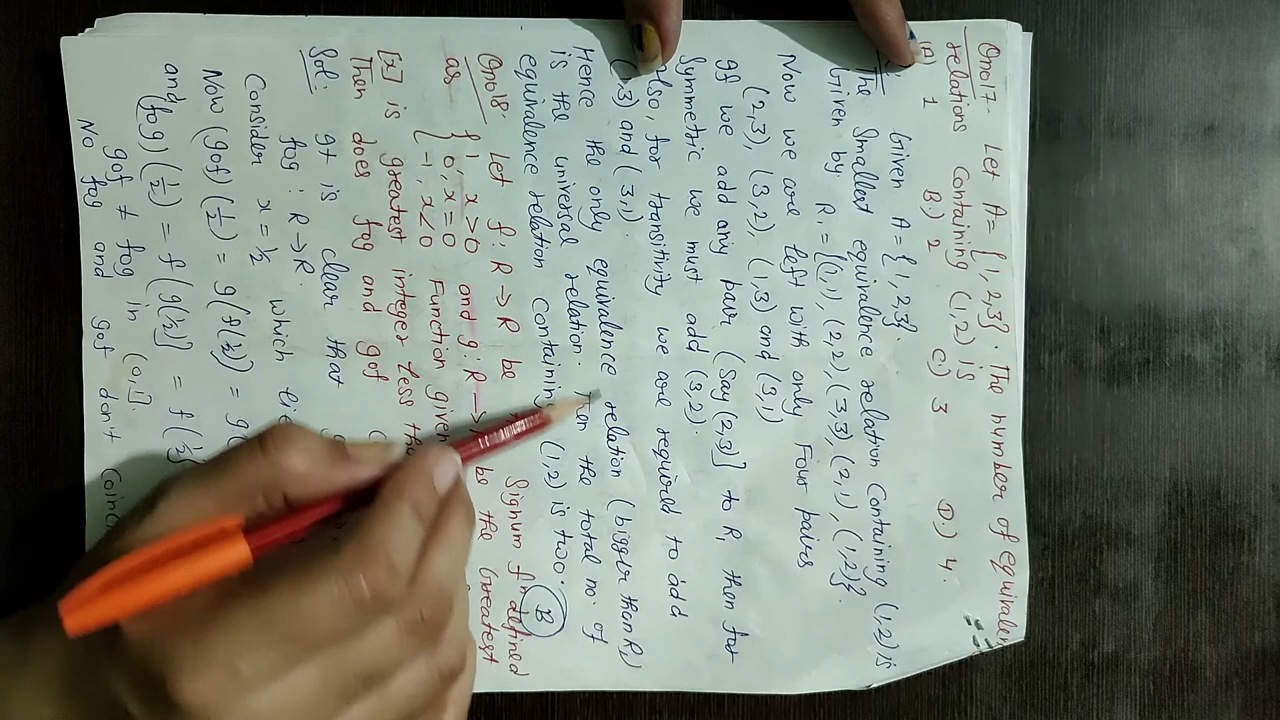 Qno17. Let A = {1,2,3}. The number of equivalen
relations containing (1,2) is
(A) 1 B.) 2 C.) 3 D.) 4.
Given A = {1,2,3}.
The Smallest equivalence relation containing (1,2) is
Given by R₁ = {(1,1), (2,2), (3,3), (2,1), (1,2)}.
Now we are left with only Four pairs
(2,3), (3,2), (1,3) and (3,1)
If we add any pair (Say (2,3)] to R₁ then for
Symmetric we must add (3,2).
Also, for transitivity we are requird to add
(1,3) and (3,1).
Hence the only equivalence relation (bigger than R₁)
is the universal relation. Then the total no. of
equivalence relation containing (1,2) is two. (B)
Qno18. Let f: R → R be Signum fⁿ defined
as { 1, x>0
0, x=0 and g: R → be the Greatest
-1, x<0 Function given
[x] is greatest integer less
Then does fog and gof
Sol: It is clear that
fog: R → R.
Consider x = ½ which
Now (gof)(½) = g(f(½)) =
and (fog)(½) = f(g(½)] = f(
gof ≠ fog in (0,1].
No fog and gof don't